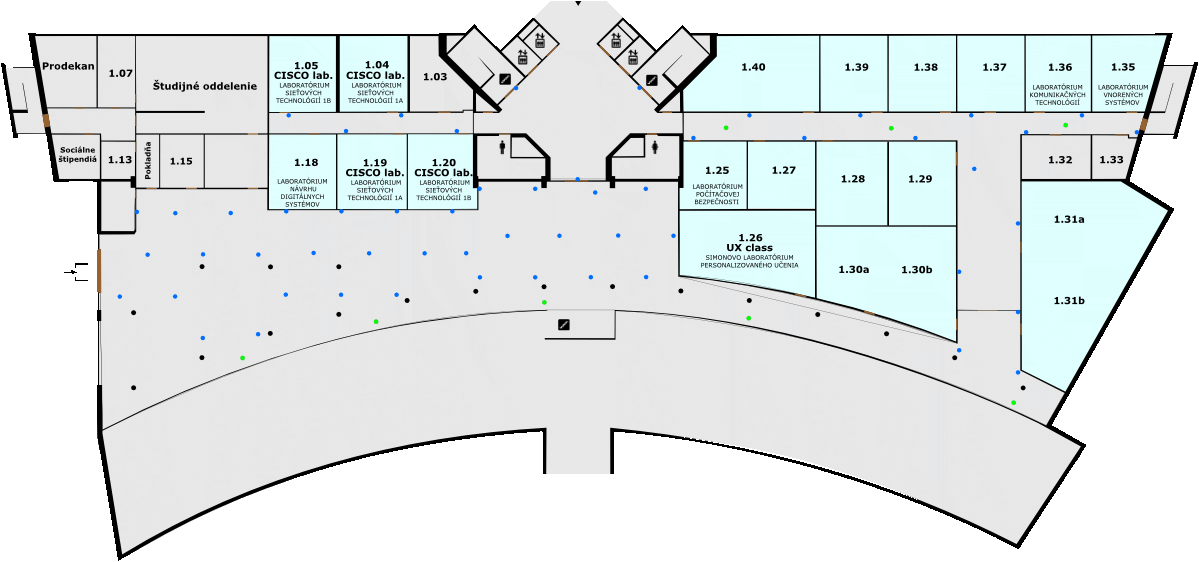 Prodekan
1.07
Študijné oddelenie
1.05
CISCO lab.
LABORATÓRIUM
SIEŤOVÝCH
TECHNOLÓGIÍ 1B
1.04
CISCO lab.
LABORATÓRIUM
SIEŤOVÝCH
TECHNOLÓGIÍ 1A
1.03
1.40
1.39
1.38
1.37
1.36
LABORATÓRIUM
KOMUNIKAČNÝCH
TECHNOLÓGIÍ
1.35
LABORATÓRIUM
VNORENÝCH
SYSTÉMOV
Sociálne
štipendiá
1.13
Pokladňa
1.15
1.18
LABORATÓRIUM
NÁVRHU
DIGITÁLNYCH
SYSTÉMOV
1.19
CISCO lab.
LABORATÓRIUM
SIEŤOVÝCH
TECHNOLÓGIÍ 1A
1.20
CISCO lab.
LABORATÓRIUM
SIEŤOVÝCH
TECHNOLÓGIÍ 1B
1.25
LABORATÓRIUM
POČÍTAČOVEJ
BEZPEČNOSTI
1.27
1.28
1.29
1.32
1.33
1.26
UX class
SIMONOVO LABORATÓRIUM
PERSONALIZOVANÉHO UČENIA
1.30a
1.30b
1.31a
1.31b